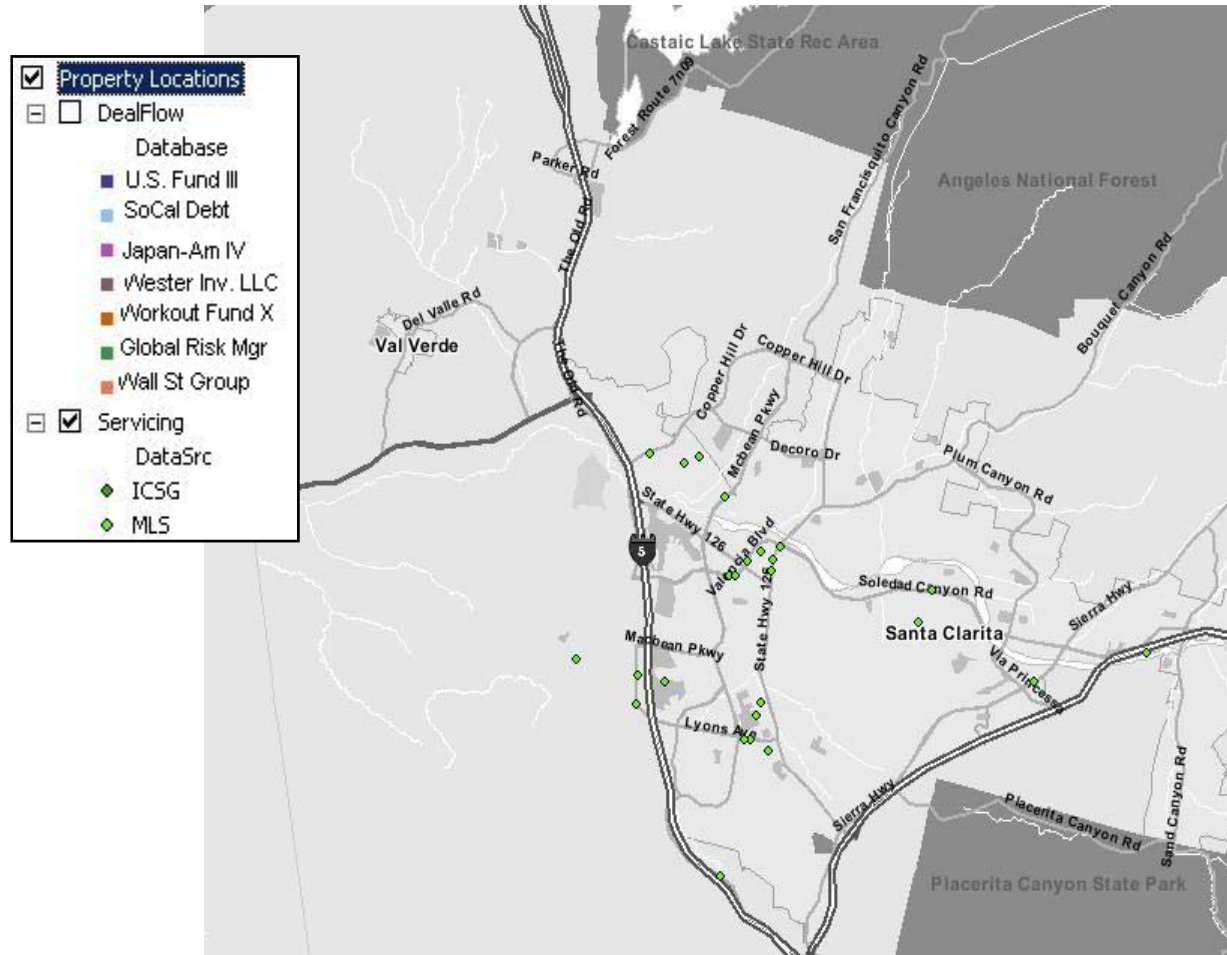 Property Locations
DealFlow
Database
U.S. Fund III
SoCal Debt
Japan-Am IV
Wester Inv. LLC
Workout Fund X
Global Risk Mgr
Wall St Group
Servicing
DataSrc
ICSG
MLS
Castaic Lake State Rec Area
Forest Route 7n09
San Francisquito Canyon Rd
Parker Rd
Angeles National Forest
The Old Rd
Bouquet Canyon Rd
Del Valle Rd
Val Verde
The Old Rd
Copper Hill Dr
Copper Hill Dr
Mcbean Pkwy
Decoro Dr
Plum Canyon Rd
State Hwy 126
Valencia Blvd
5
State Hwy 126
Soledad Canyon Rd
Sierra Hwy
Santa Clarita
Macbean Pkwy
Via Princessa
Lyons Ave
Sierra Hwy
Placerita Canyon Rd
Sand Canyon Rd
Placerita Canyon State Park